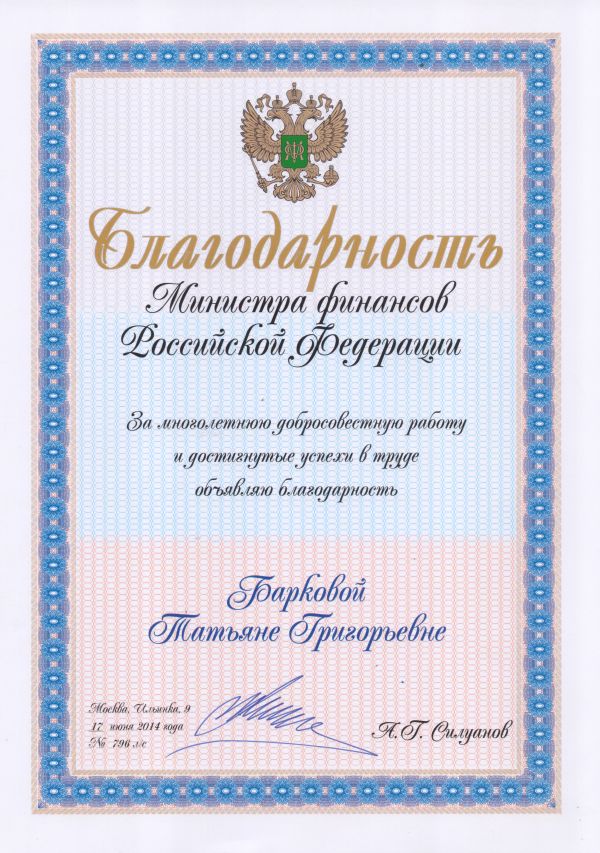 Благодарность
Министра финансов
Российской Федерации
За многолетнюю добросовестную работу
и достигнутые успехи в труде
объявляю благодарность
Барковой
Татьяне Григорьевне
Москва, Ильинка, 9
17 июня 2014 года
№ 796 л/с
А.Г. Силуанов